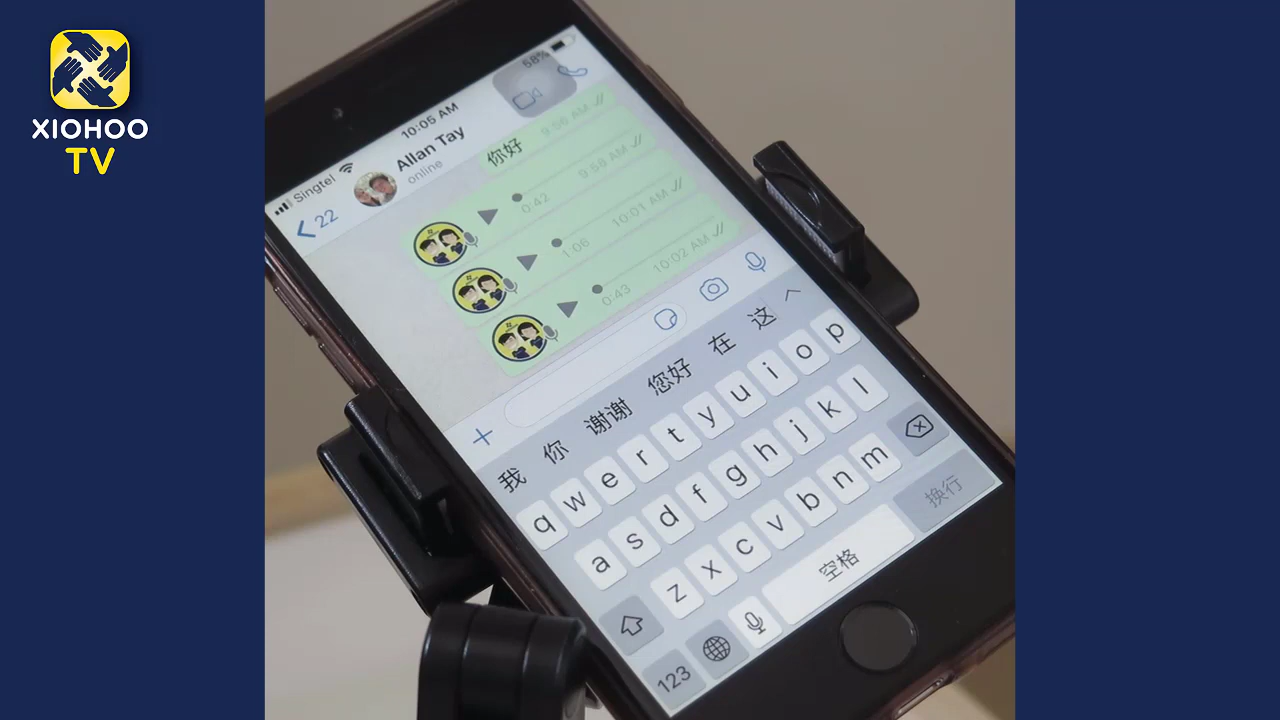 XIOHOO
TV
Singtel
10:05 AM
58%
22
Allan Tay
online
你好 9:56 AM
0:42 9:58 AM
1:06 10:01 AM
0:43 10:02 AM
我 你 谢谢 您好 在 这
q w e r t y u i o p
a s d f g h j k l
z x c v b n m
123 空格 换行